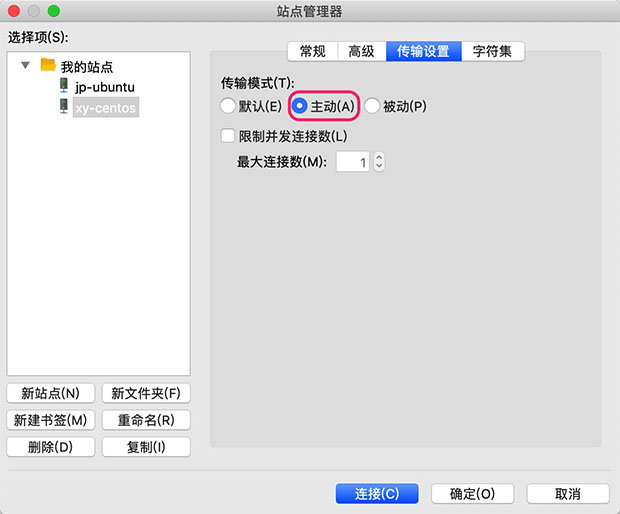 站点管理器
选择项(S):
我的站点
jp-ubuntu
xy-centos
新站点(N) 新文件夹(F)
新建书签(M) 重命名(R)
删除(D) 复制(I)
常规 高级 传输设置 字符集
传输模式(T):
默认(E) 主动(A) 被动(P)
限制并发连接数(L)
最大连接数(M): 1
连接(C) 确定(O) 取消